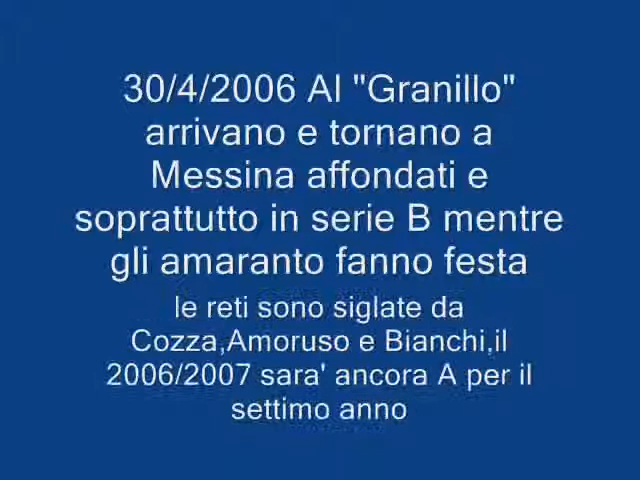 30/4/2006 Al "Granillo"
arrivano e tornano a
Messina affondati e
soprattutto in serie B mentre
gli amaranto fanno festa
le reti sono siglate da
Cozza,Amoruso e Bianchi,il
2006/2007 sara' ancora A per il
settimo anno